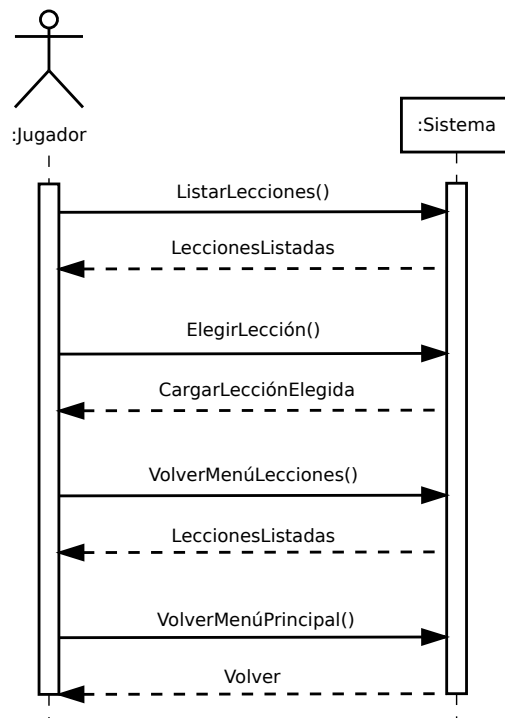 :Jugador
:Sistema
ListarLecciones()
LeccionesListadas
ElegirLección()
CargarLecciónElegida
VolverMenúLecciones()
LeccionesListadas
VolverMenúPrincipal()
Volver